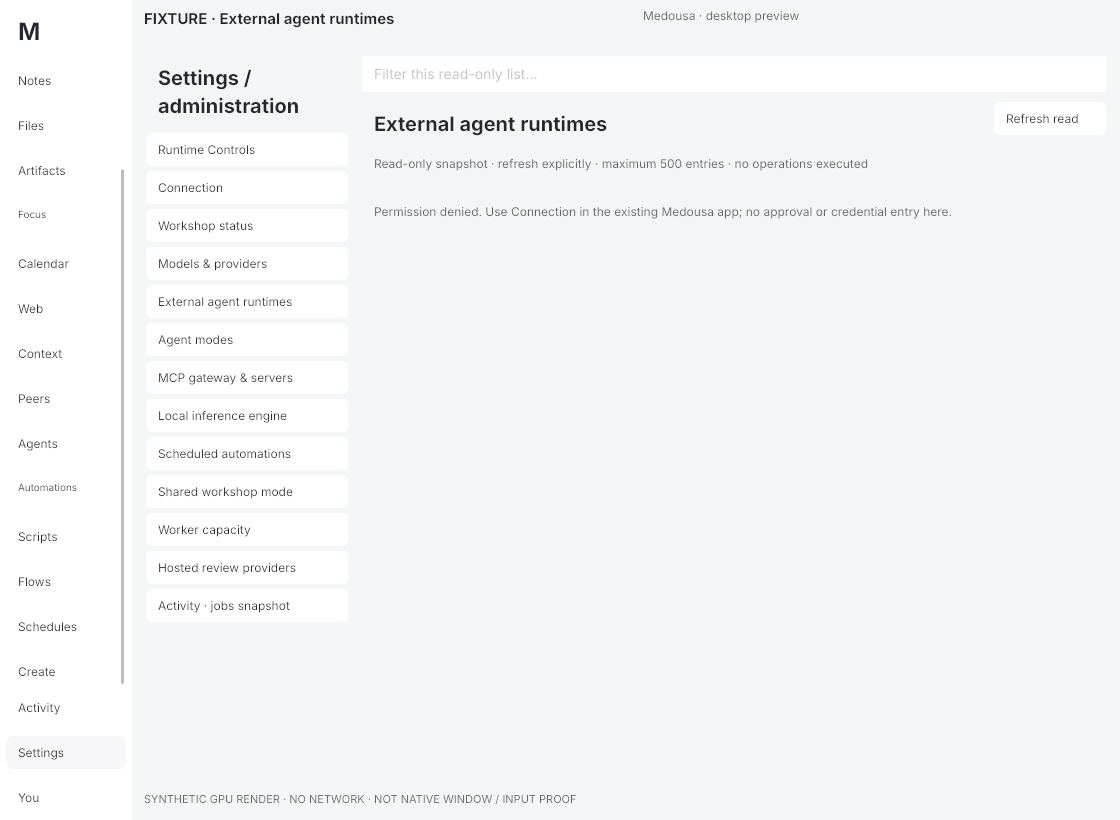 M
Notes
Files
Artifacts
Focus
Calendar
Web
Context
Peers
Agents
Automations
Scripts
Flows
Schedules
Create
Activity
Settings
You
FIXTURE · External agent runtimes
Medousa · desktop preview
Settings /
administration
Runtime Controls
Connection
Workshop status
Models & providers
External agent runtimes
Agent modes
MCP gateway & servers
Local inference engine
Scheduled automations
Shared workshop mode
Worker capacity
Hosted review providers
Activity · jobs snapshot
Filter this read-only list...
External agent runtimes
Refresh read
Read-only snapshot · refresh explicitly · maximum 500 entries · no operations executed
Permission denied. Use Connection in the existing Medousa app; no approval or credential entry here.
SYNTHETIC GPU RENDER · NO NETWORK · NOT NATIVE WINDOW / INPUT PROOF